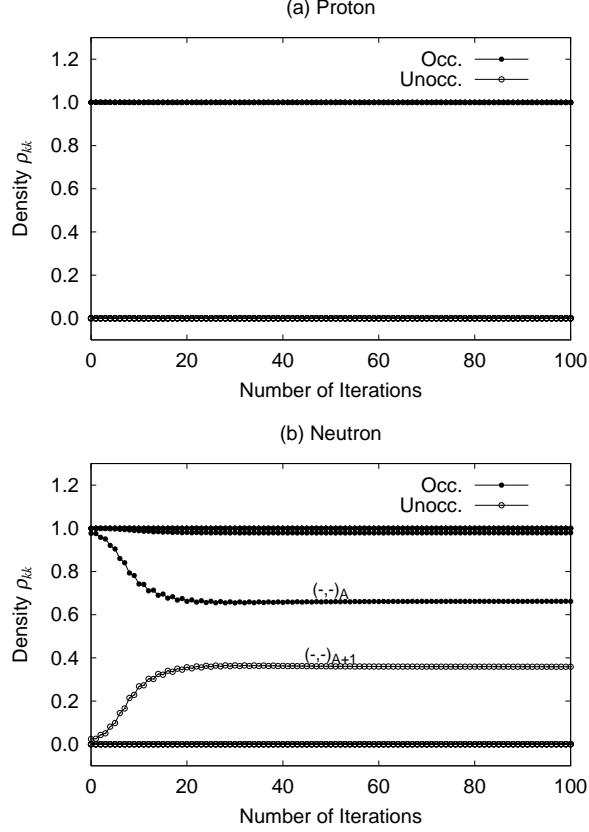 (a) Proton
Occ.
Unocc.
1.2
1.0
0.8
0.6
0.4
0.2
0.0
Density ρkk
0 20 40 60 80 100
Number of Iterations
(b) Neutron
Occ.
Unocc.
1.2
1.0
0.8
0.6
0.4
0.2
0.0
Density ρkk
(-,-)A
(-,-)A+1
0 20 40 60 80 100
Number of Iterations